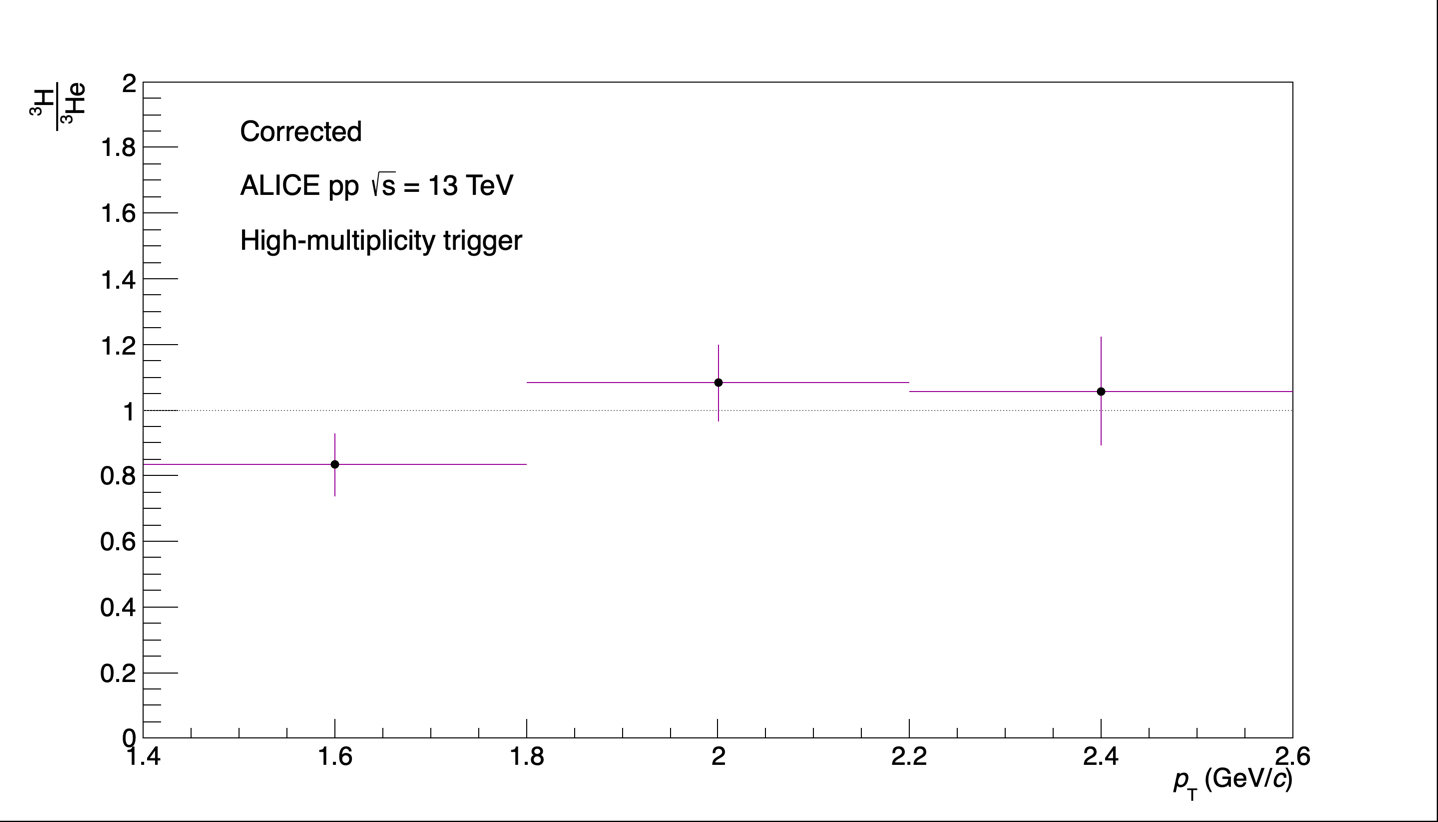 ³H
³He
2
Corrected
1.8
ALICE pp √s = 13 TeV
1.6
High-multiplicity trigger
1.4
1.2
1
0.8
0.6
0.4
0.2
0
1.4 1.6 1.8 2 2.2 2.4 2.6
p_T (GeV/c)